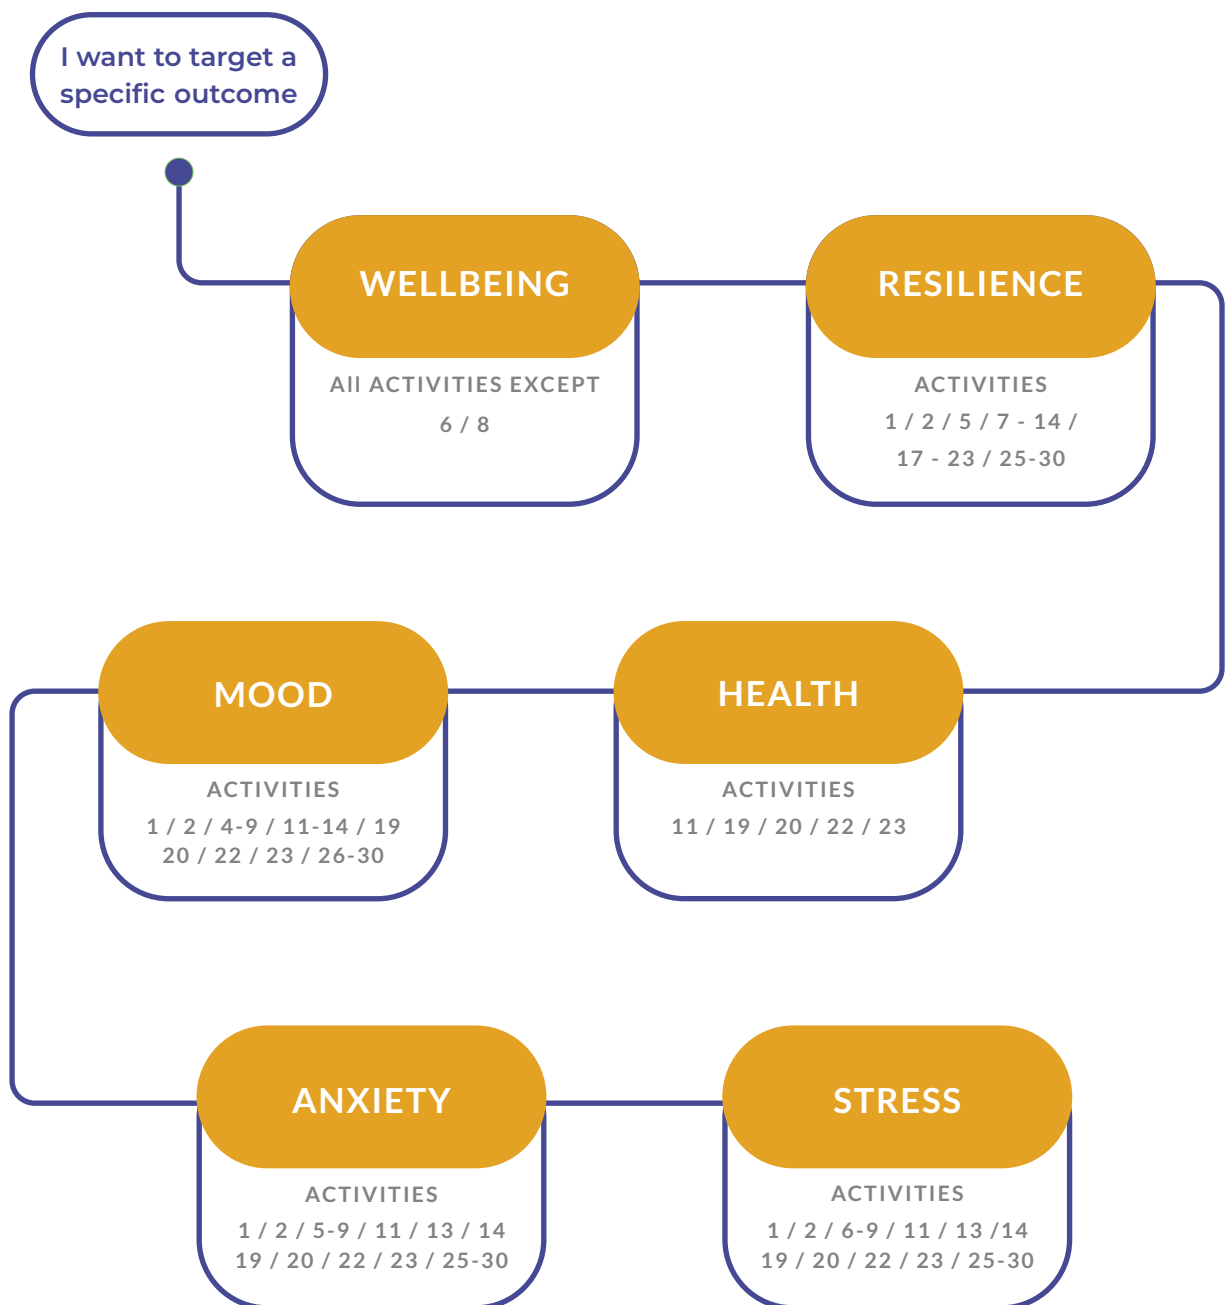 I want to target a
specific outcome
WELLBEING
All ACTIVITIES EXCEPT
6 / 8
RESILIENCE
ACTIVITIES
1 / 2 / 5 / 7 - 14 /
17 - 23 / 25-30
HEALTH
ACTIVITIES
11 / 19 / 20 / 22 / 23
MOOD
ACTIVITIES
1 / 2 / 4-9 / 11-14 / 19
20 / 22 / 23 / 26-30
ANXIETY
ACTIVITIES
1 / 2 / 5-9 / 11 / 13 / 14
19 / 20 / 22 / 23 / 25-30
STRESS
ACTIVITIES
1 / 2 / 6-9 / 11 / 13 /14
19 / 20 / 22 / 23 / 25-30